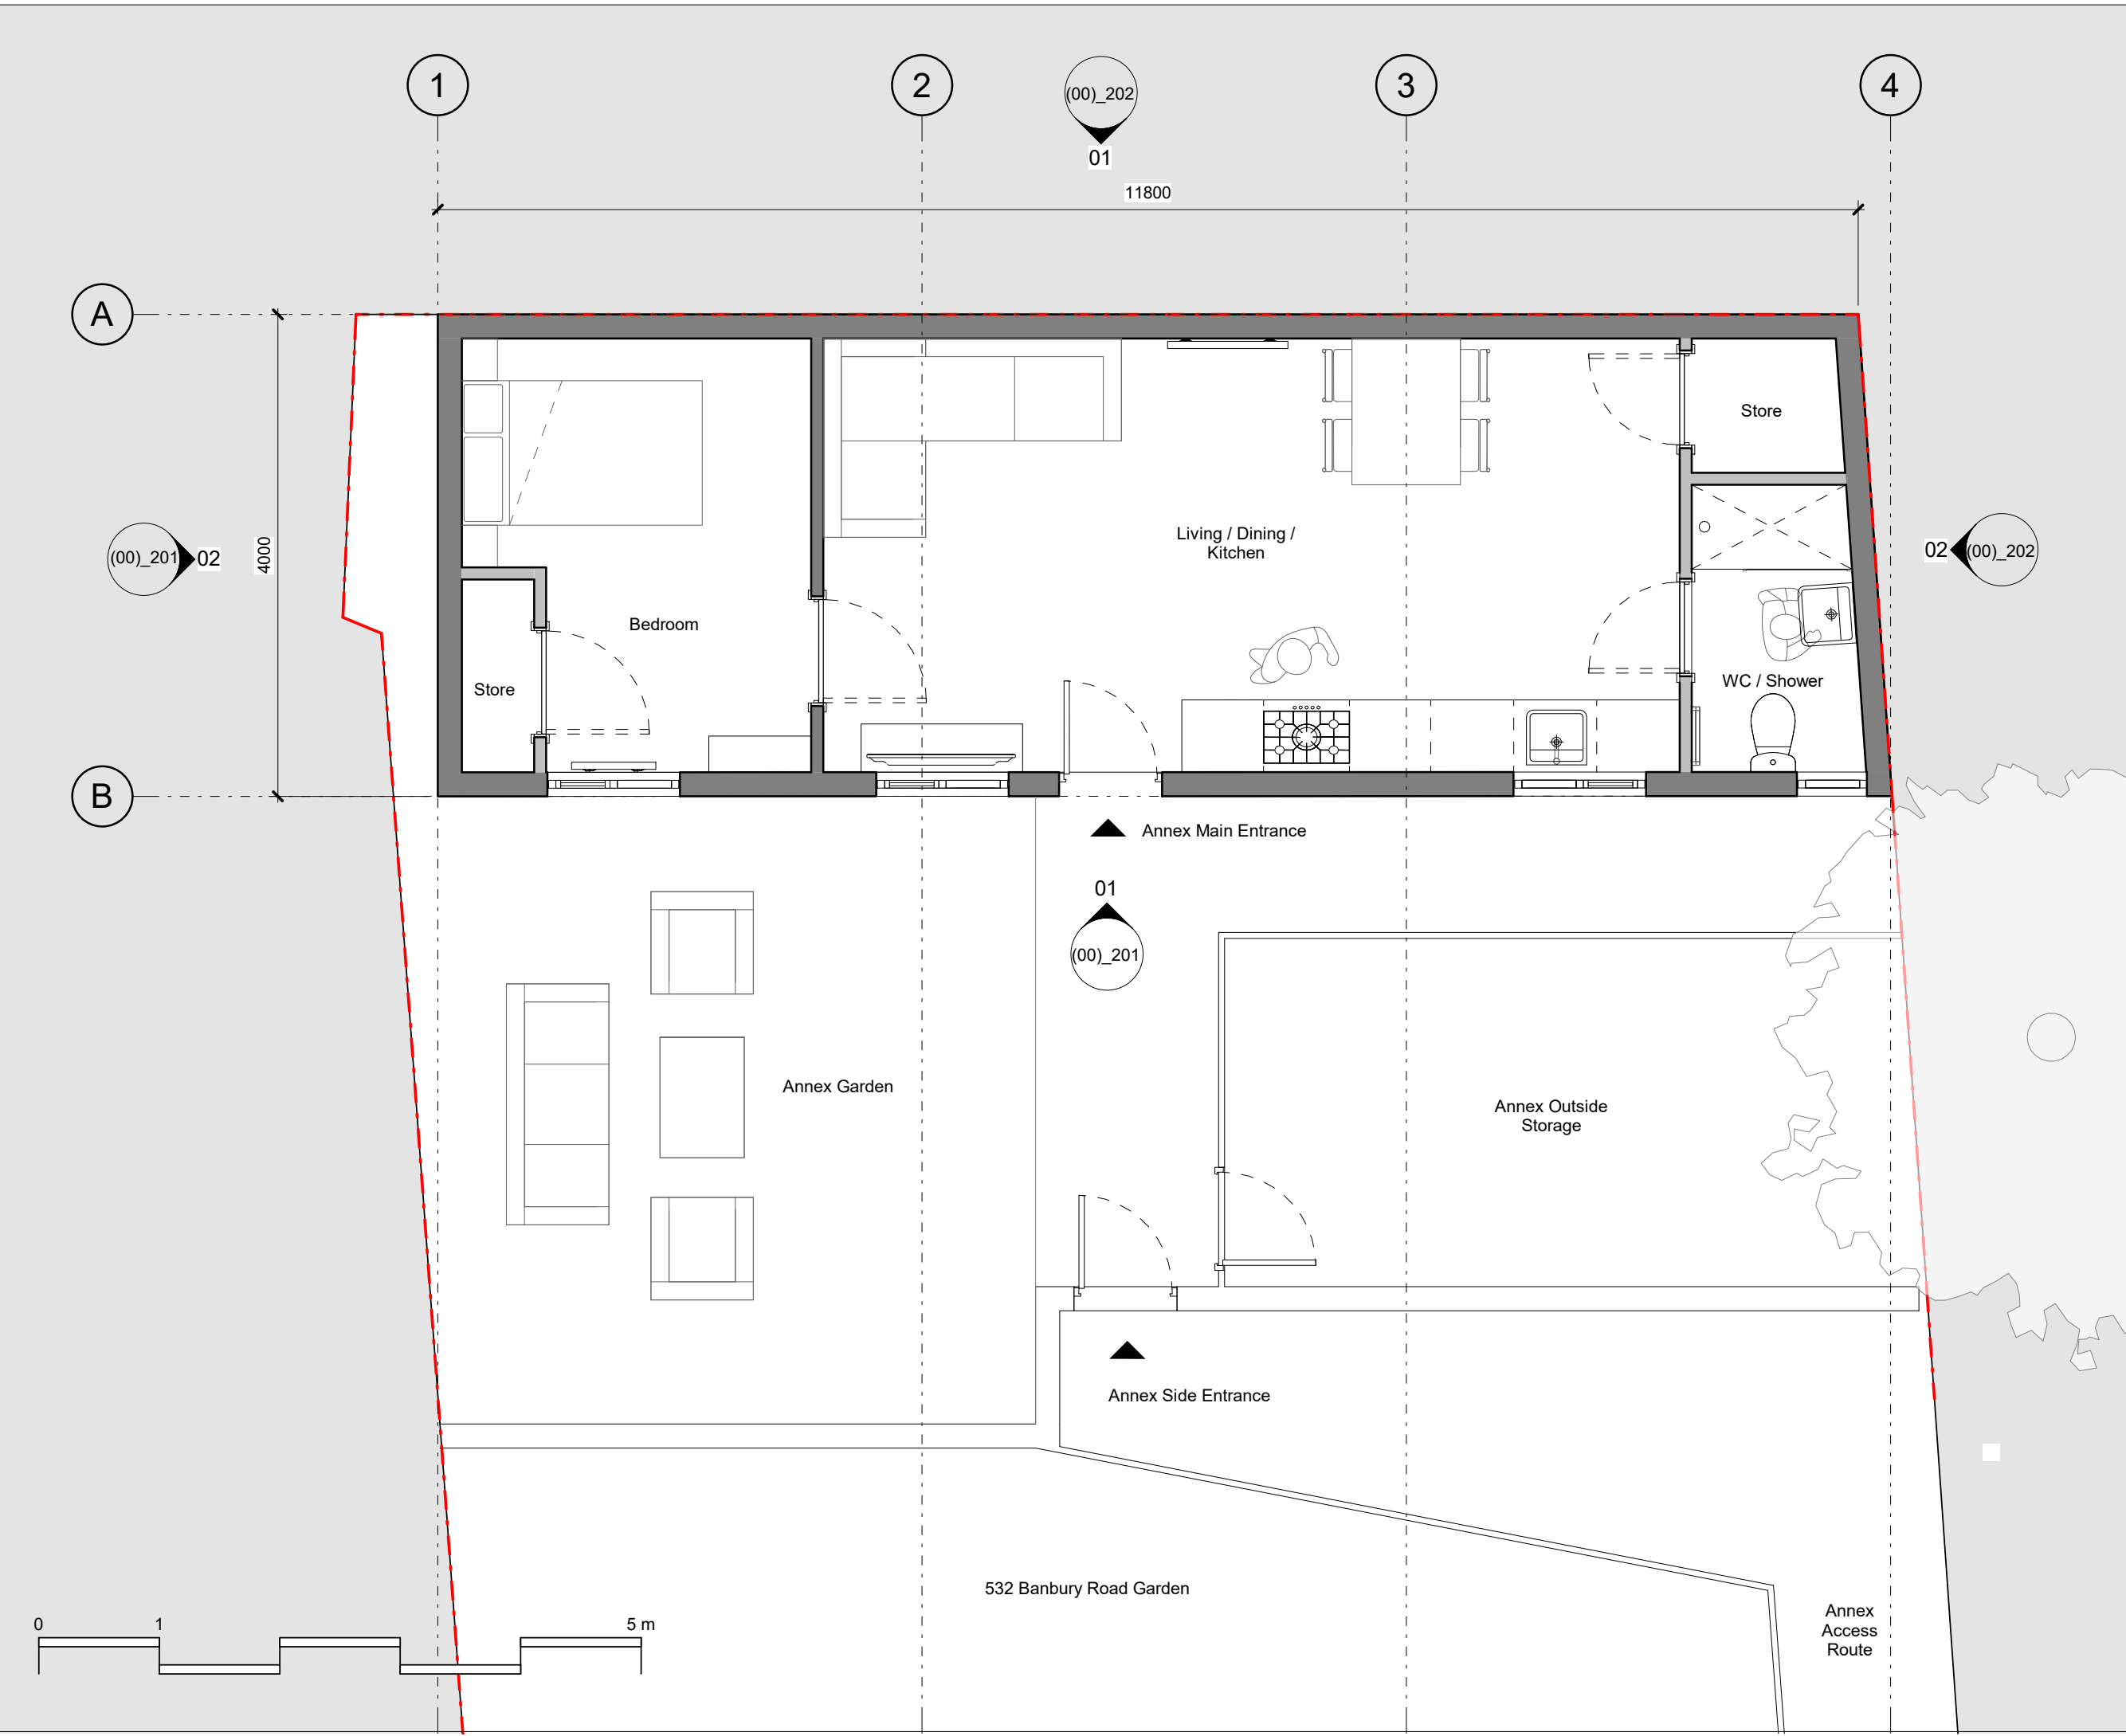 1
2
3
4
(00)_202
01
11800
A
Store
Living / Dining /
Kitchen
(00)_201
02
4000
02
(00)_202
Bedroom
Store
WC / Shower
B
Annex Main Entrance
01
(00)_201
Annex Garden
Annex Outside
Storage
Annex Side Entrance
532 Banbury Road Garden
Annex
Access
Route
0
1
5 m